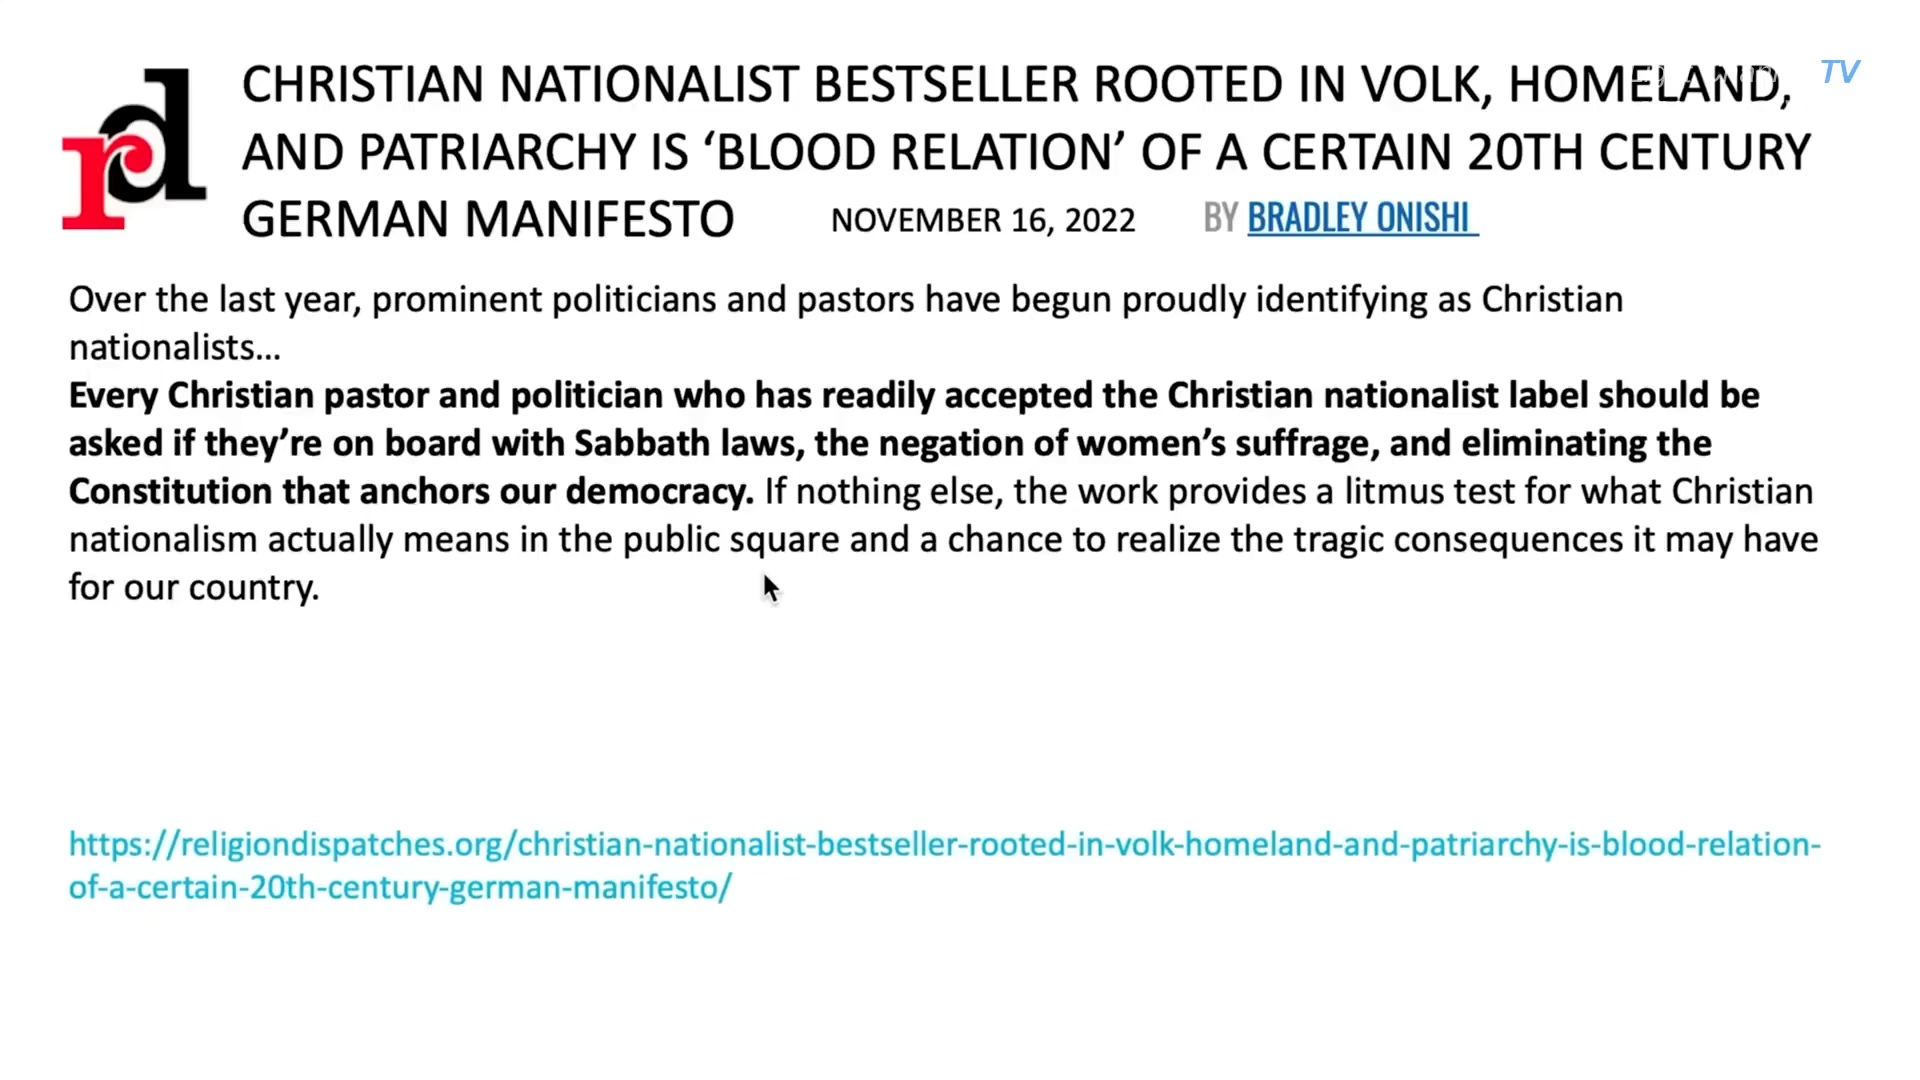 rd
CHRISTIAN NATIONALIST BESTSELLER ROOTED IN VOLK, HOMELAND,
AND PATRIARCHY IS ‘BLOOD RELATION’ OF A CERTAIN 20TH CENTURY
GERMAN MANIFESTO NOVEMBER 16, 2022 BY BRADLEY ONISHI
TV
Over the last year, prominent politicians and pastors have begun proudly identifying as Christian
nationalists…
Every Christian pastor and politician who has readily accepted the Christian nationalist label should be
asked if they’re on board with Sabbath laws, the negation of women’s suffrage, and eliminating the
Constitution that anchors our democracy. If nothing else, the work provides a litmus test for what Christian
nationalism actually means in the public square and a chance to realize the tragic consequences it may have
for our country.
https://religiondispatches.org/christian-nationalist-bestseller-rooted-in-volk-homeland-and-patriarchy-is-blood-relation-
of-a-certain-20th-century-german-manifesto/